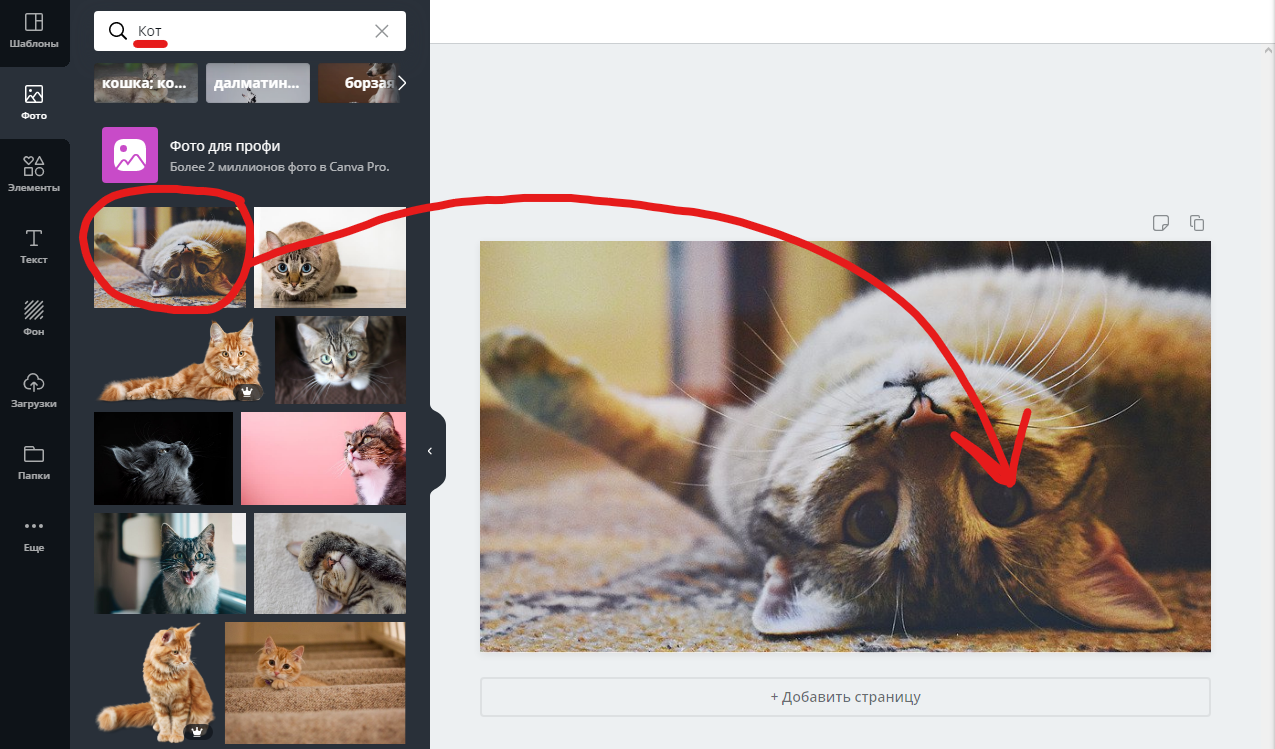 Шаблоны
Фото
Элементы
Текст
Фон
Загрузки
Папки
Еще
Кот
кошка; ко...
далматин...
борзая
Фото для профи
Более 2 миллионов фото в Canva Pro.
+ Добавить страницу